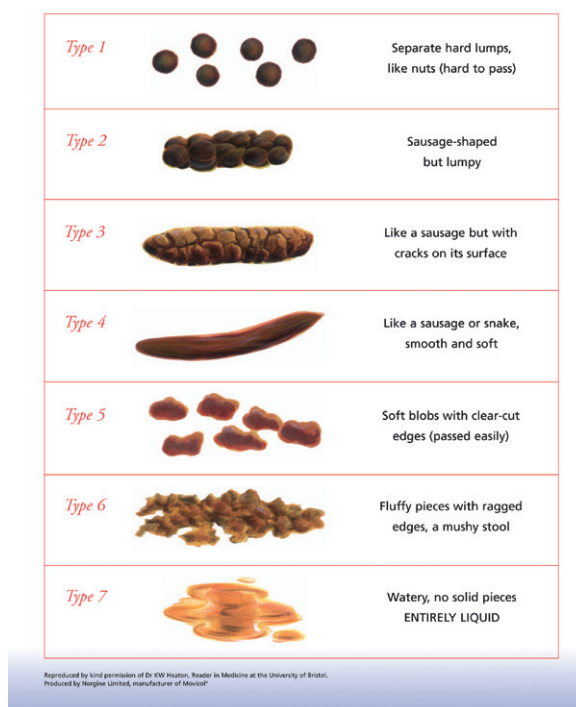 Type 1
Separate hard lumps,
like nuts (hard to pass)
Type 2
Sausage-shaped
but lumpy
Type 3
Like a sausage but with
cracks on its surface
Type 4
Like a sausage or snake,
smooth and soft
Type 5
Soft blobs with clear-cut
edges (passed easily)
Type 6
Fluffy pieces with ragged
edges, a mushy stool
Type 7
Watery, no solid pieces
ENTIRELY LIQUID
Reproduced by kind permission of Dr KW Heaton, Reader in Medicine at the University of Bristol.
Produced by Norgine Limited, manufacturer of Movicol®